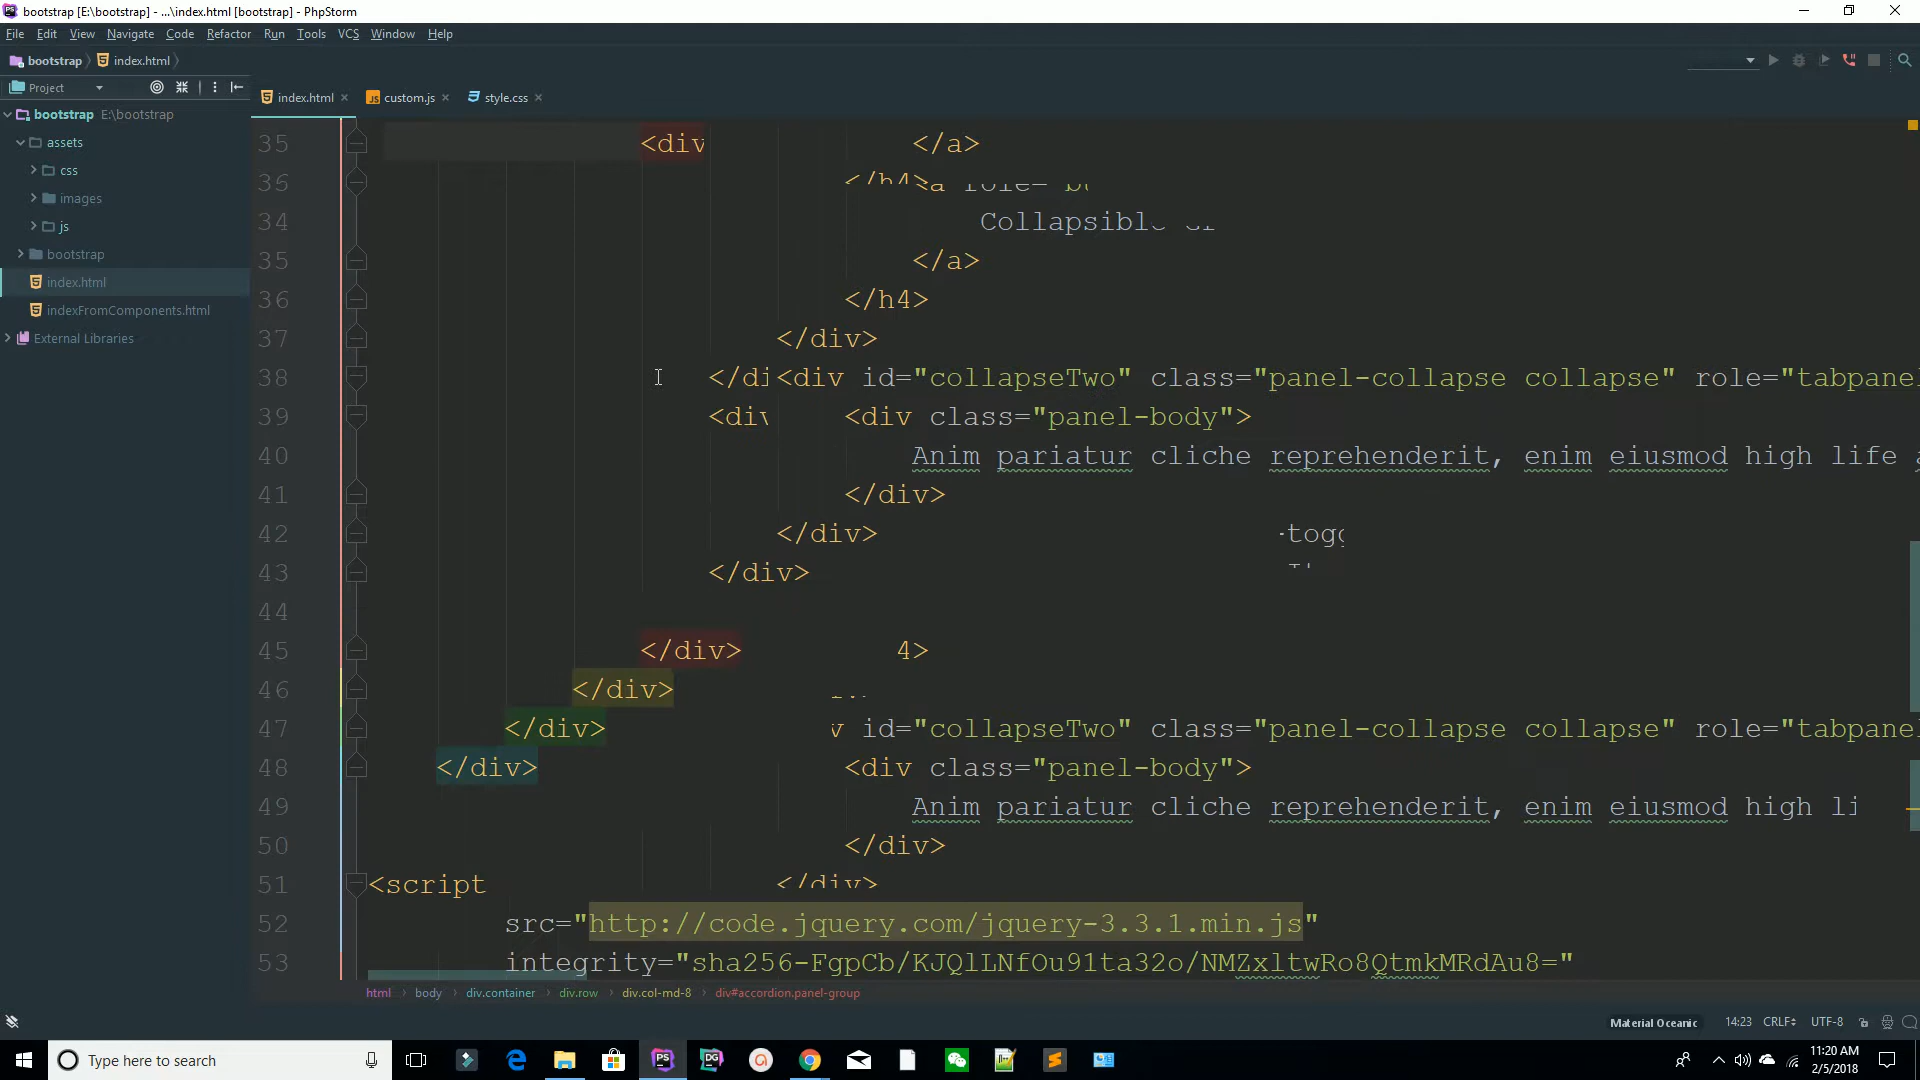 bootstrap [E:\bootstrap] - ...\index.html [bootstrap] - PhpStorm
File Edit View Navigate Code Refactor Run Tools VCS Window Help
bootstrap index.html
Project
index.html custom.js style.css
bootstrap E:\bootstrap
assets
css
images
js
bootstrap
index.html
indexFromComponents.html
External Libraries
35 <div </a>
36
34 Collapsible
35 </a>
36 </h4>
37 </div>
38 </di<div id="collapseTwo" class="panel-collapse collapse" role="tabpanel
39 <div <div class="panel-body">
40 Anim pariatur cliche reprehenderit, enim eiusmod high life
41 </div>
42 </div> -togg
43 </div>
44
45 </div> 4>
46 </div>
47 </div> v id="collapseTwo" class="panel-collapse collapse" role="tabpanel
48 </div> <div class="panel-body">
49 Anim pariatur cliche reprehenderit, enim eiusmod high li
50 </div>
51 <script </div>
52 src="http://code.jquery.com/jquery-3.3.1.min.js"
53 integrity="sha256-FgpCb/KJQlLNfOu91ta32o/NMZxltwRo8QtmkMRdAu8="
html body div.container div.row div.col-md-8 div#accordion.panel-group
Material Oceanic 14:23 CRLF UTF-8
Type here to search
11:20 AM
2/5/2018